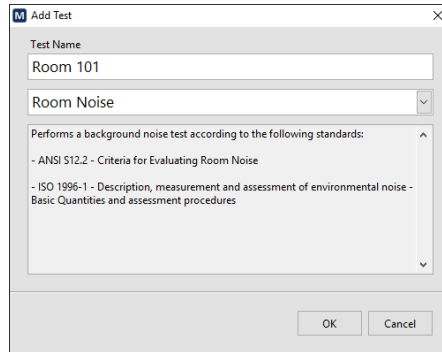 M Add Test
Test Name
Room 101
Room Noise
Performs a background noise test according to the following standards:
- ANSI S12.2 - Criteria for Evaluating Room Noise
- ISO 1996-1 - Description, measurement and assessment of environmental noise -
Basic Quantities and assessment procedures
OK Cancel